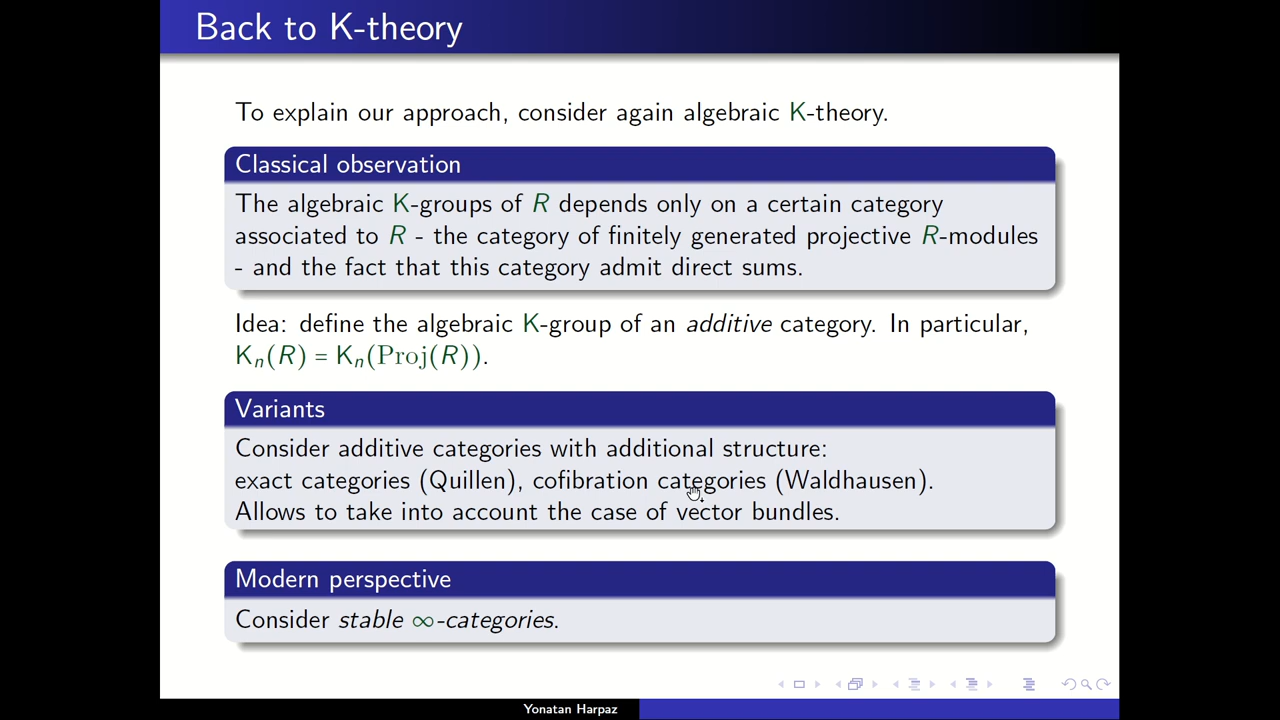 Back to K-theory
To explain our approach, consider again algebraic K-theory.
Classical observation
The algebraic K-groups of R depends only on a certain category
associated to R - the category of finitely generated projective R-modules
- and the fact that this category admit direct sums.
Idea: define the algebraic K-group of an additive category. In particular,
Kₙ(R) = Kₙ(Proj(R)).
Variants
Consider additive categories with additional structure:
exact categories (Quillen), cofibration categories (Waldhausen).
Allows to take into account the case of vector bundles.
Modern perspective
Consider stable ∞-categories.
Yonatan Harpaz